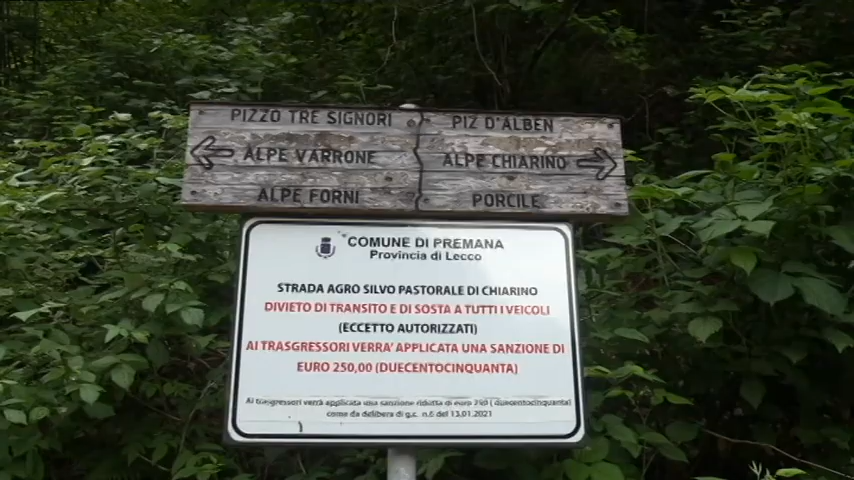 PIZZO TRE SIGNORI
ALPE VARRONE
ALPE FORNI
PIZ D'ALBEN
ALPE CHIARINO
PORCILE
COMUNE DI PREMANA
Provincia di Lecco
STRADA AGRO SILVO PASTORALE DI CHIARINO
DIVIETO DI TRANSITO E DI SOSTA A TUTTI I VEICOLI
(ECCETTO AUTORIZZATI)
AI TRASGRESSORI VERRA' APPLICATA UNA SANZIONE DI
EURO 250,00 (DUECENTOCINQUANTA)
Ai trasgressori verrà applicata una sanzione ridotta di euro
come da delibera di g.c. n.6 del 13.01.2021